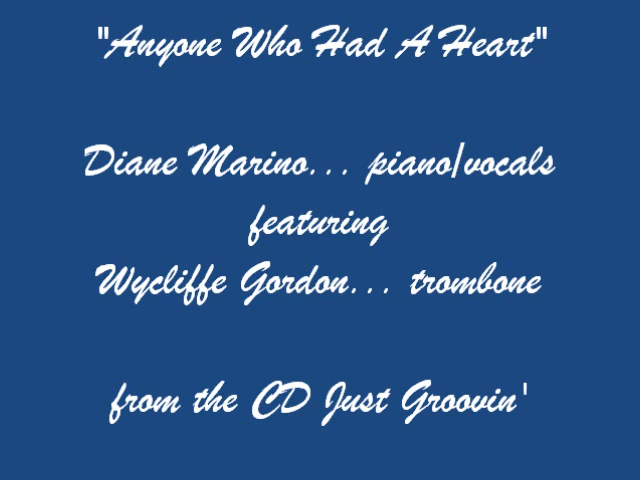 "Anyone Who Had A Heart"
Diane Marino... piano/vocals
featuring
Wycliffe Gordon... trombone
from the CD Just Groovin'